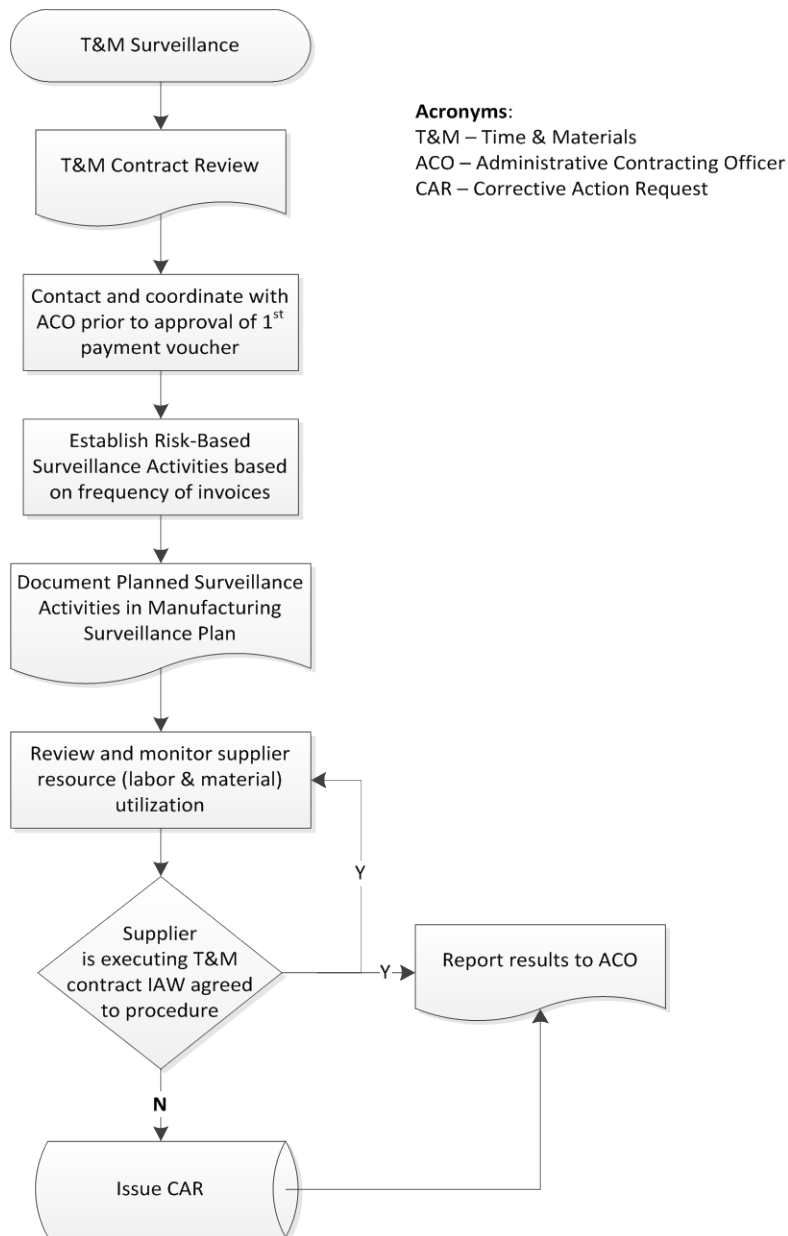 T&M Surveillance
Acronyms:
T&M – Time & Materials
ACO – Administrative Contracting Officer
CAR – Corrective Action Request
T&M Contract Review
Contact and coordinate with
ACO prior to approval of 1st
payment voucher
Establish Risk-Based
Surveillance Activities based
on frequency of invoices
Document Planned Surveillance
Activities in Manufacturing
Surveillance Plan
Review and monitor supplier
resource (labor & material)
utilization
Y
Supplier
is executing T&M
contract IAW agreed
to procedure
Y
Report results to ACO
N
Issue CAR